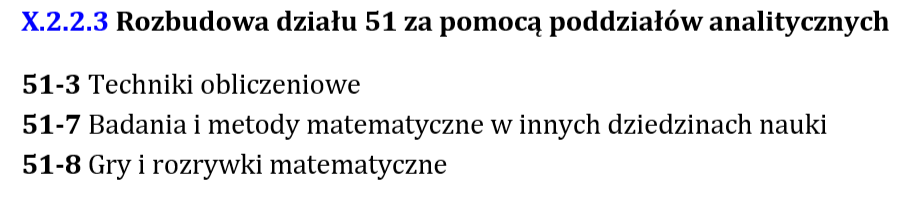 X.2.2.3 Rozbudowa działu 51 za pomocą poddziałów analitycznych
51-3 Techniki obliczeniowe
51-7 Badania i metody matematyczne w innych dziedzinach nauki
51-8 Gry i rozrywki matematyczne